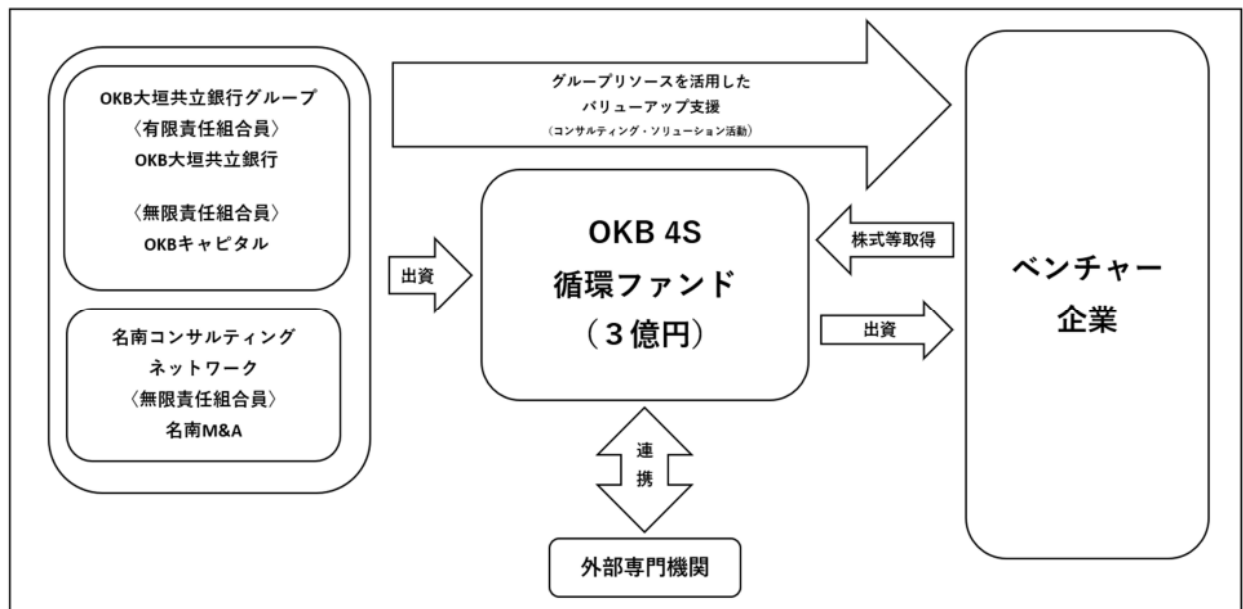 OKB大垣共立銀行グループ
〈有限責任組合員〉
OKB大垣共立銀行
〈無限責任組合員〉
OKBキャピタル
名南コンサルティング
ネットワーク
〈無限責任組合員〉
名南M&A
グループリソースを活用した
バリューアップ支援
（コンサルティング・ソリューション活動）
出資
OKB 4S
循環ファンド
（３億円）
株式等取得
出資
連
携
外部専門機関
ベンチャー
企業